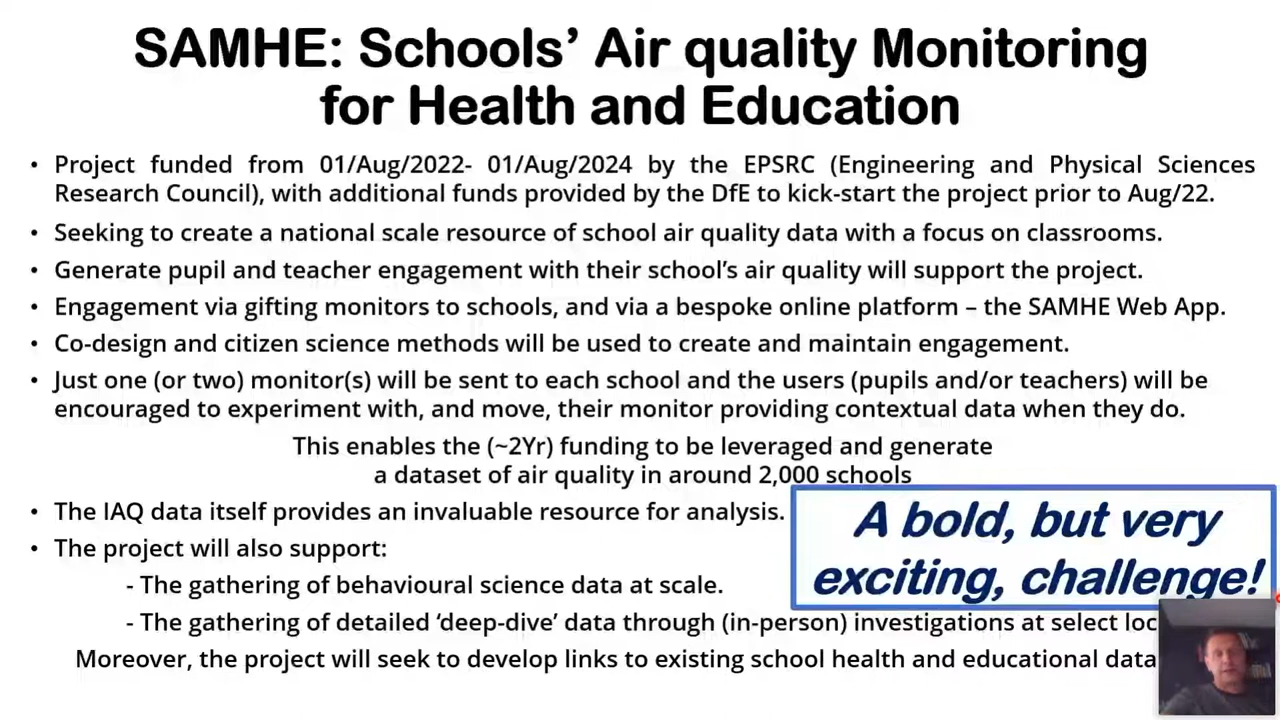 SAMHE: Schools’ Air quality Monitoring
for Health and Education
• Project funded from 01/Aug/2022- 01/Aug/2024 by the EPSRC (Engineering and Physical Sciences
Research Council), with additional funds provided by the DfE to kick-start the project prior to Aug/22.
• Seeking to create a national scale resource of school air quality data with a focus on classrooms.
• Generate pupil and teacher engagement with their school’s air quality will support the project.
• Engagement via gifting monitors to schools, and via a bespoke online platform – the SAMHE Web App.
• Co-design and citizen science methods will be used to create and maintain engagement.
• Just one (or two) monitor(s) will be sent to each school and the users (pupils and/or teachers) will be
encouraged to experiment with, and move, their monitor providing contextual data when they do.
This enables the (~2Yr) funding to be leveraged and generate
a dataset of air quality in around 2,000 schools
• The IAQ data itself provides an invaluable resource for analysis.
A bold, but very
exciting, challenge!
• The project will also support:
- The gathering of behavioural science data at scale.
- The gathering of detailed ‘deep-dive’ data through (in-person) investigations at select
Moreover, the project will seek to develop links to existing school health and educational data